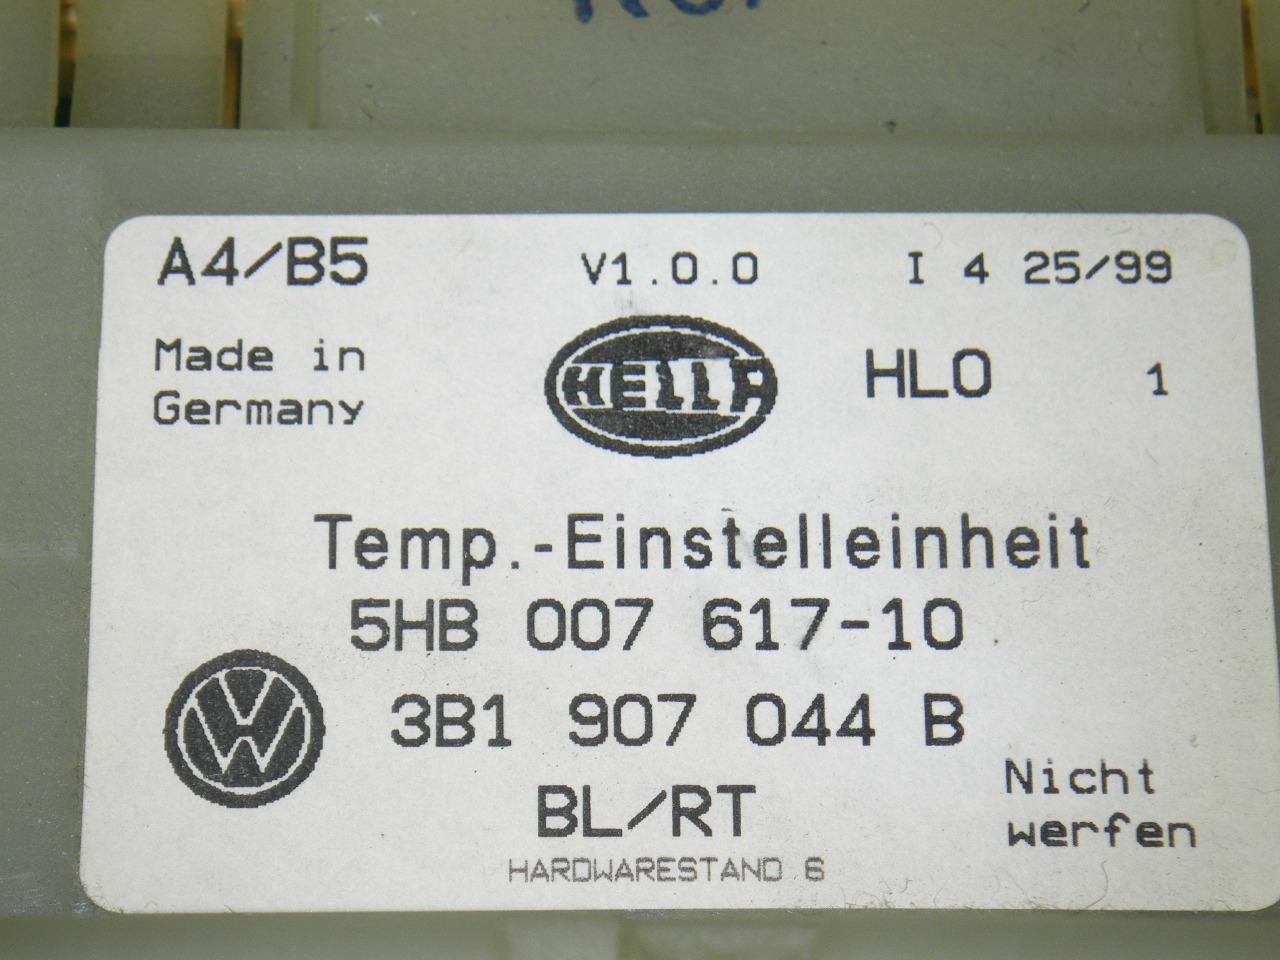 A4/B5 V1.0.0 I 4 25/99
Made in
Germany
HELLA HLO 1
Temp.-Einstelleinheit
5HB 007 617-10
3B1 907 044 B
VW
BL/RT
Nicht
werfen
HARDWARESTAND 6